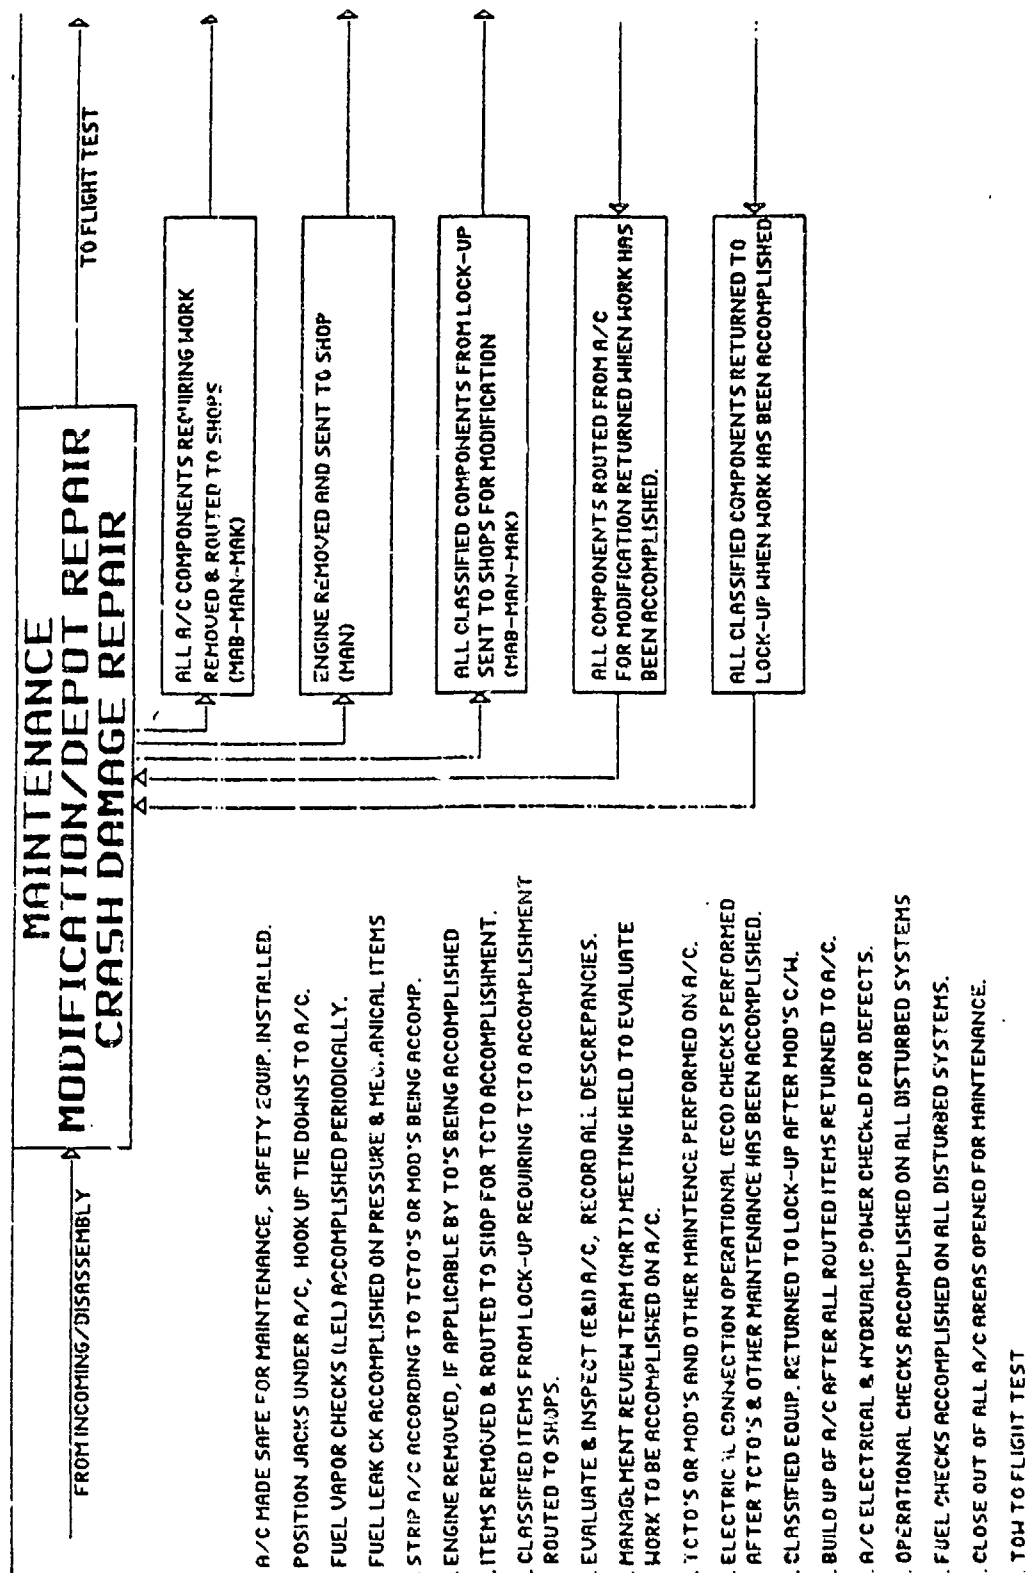 MAINTENANCE
MODIFICATION/DEPOT REPAIR
CRASH DAMAGE REPAIR
FROM INCOMING/DISASSEMBLY
TO FLIGHT TEST
ALL A/C COMPONENTS REQUIRING WORK
REMOVED & ROUTED TO SHOPS
(MAB-MAN-MAK)
ENGINE REMOVED AND SENT TO SHOP
(MAN)
ALL CLASSIFIED COMPONENTS FROM LOCK-UP
SENT TO SHOPS FOR MODIFICATION
(MAB-MAN-MAK)
ALL COMPONENTS ROUTED FROM A/C
FOR MODIFICATION RETURNED WHEN WORK HAS
BEEN ACCOMPLISHED.
ALL CLASSIFIED COMPONENTS RETURNED TO
LOCK-UP WHEN WORK HAS BEEN ACCOMPLISHED
A/C MADE SAFE FOR MAINTENANCE, SAFETY EQUIP. INSTALLED.
POSITION JACKS UNDER A/C, HOOK UP TIE DOWNS TO A/C.
FUEL VAPOR CHECKS (LEL) ACCOMPLISHED PERIODICALLY.
FUEL LEAK CK ACCOMPLISHED ON PRESSURE & MECHANICAL ITEMS
STRIP A/C ACCORDING TO TCTO'S OR MOD'S BEING ACCOMP.
. ENGINE REMOVED, IF APPLICABLE BY TO'S BEING ACCOMPLISHED
. ITEMS REMOVED & ROUTED TO SHOP FOR TCTO ACCOMPLISHMENT.
. CLASSIFIED ITEMS FROM LOCK-UP REQUIRING TCTO ACCOMPLISHMENT
ROUTED TO SHOPS.
. EVALUATE & INSPECT (E&I) A/C, RECORD ALL DESCREPANCIES.
. MANAGEMENT REVIEW TEAM (MRT) MEETING HELD TO EVALUATE
WORK TO BE ACCOMPLISHED ON A/C.
. TCTO'S OR MOD'S AND OTHER MAINTENCE PERFORMED ON A/C.
. ELECTRICAL CONNECTION OPERATIONAL (ECO) CHECKS PERFORMED
AFTER TCTO'S & OTHER MAINTENANCE HAS BEEN ACCOMPLISHED.
. CLASSIFIED EQUIP. RETURNED TO LOCK-UP AFTER MOD'S C/W.
. BUILD UP OF A/C AFTER ALL ROUTED ITEMS RETURNED TO A/C.
. A/C ELECTRICAL & HYDRUALIC POWER CHECKED FOR DEFECTS.
. OPERATIONAL CHECKS ACCOMPLISHED ON ALL DISTURBED SYSTEMS
. FUEL CHECKS ACCOMPLISHED ON ALL DISTURBED SYSTEMS.
. CLOSE OUT OF ALL A/C AREAS OPENED FOR MAINTENANCE.
. TOW TO FLIGHT TEST